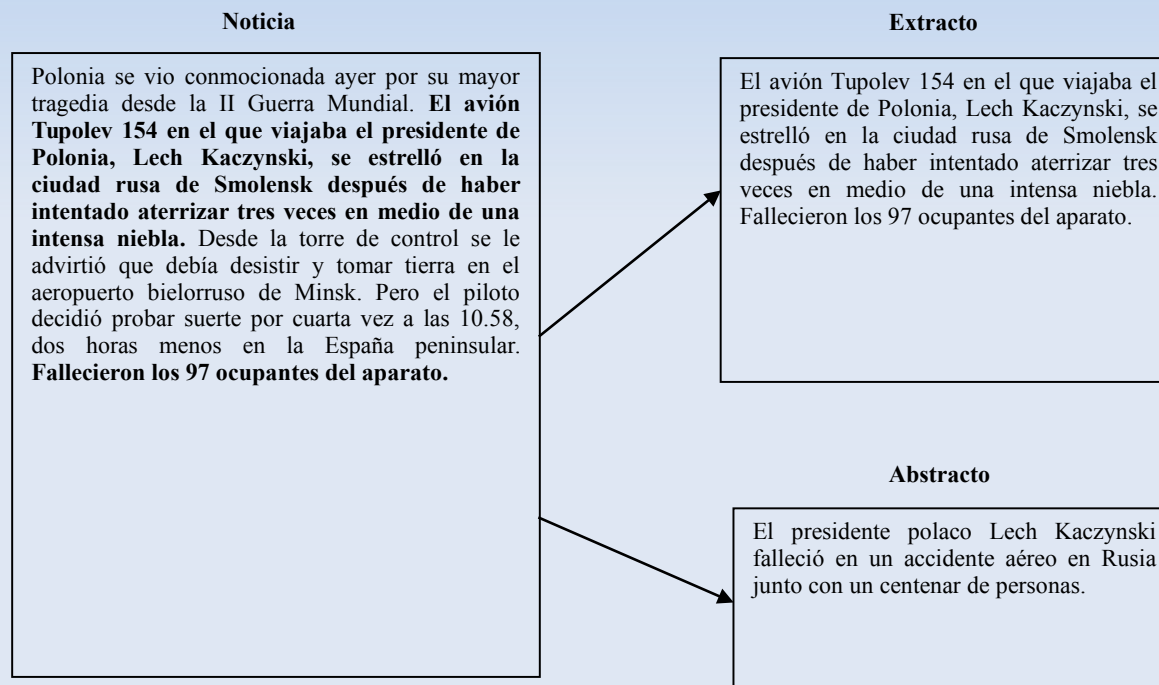 Noticia
Polonia se vio conmocionada ayer por su mayor
tragedia desde la II Guerra Mundial. El avión
Tupolev 154 en el que viajaba el presidente de
Polonia, Lech Kaczynski, se estrelló en la
ciudad rusa de Smolensk después de haber
intentado aterrizar tres veces en medio de una
intensa niebla. Desde la torre de control se le
advirtió que debía desistir y tomar tierra en el
aeropuerto bielorruso de Minsk. Pero el piloto
decidió probar suerte por cuarta vez a las 10.58,
dos horas menos en la España peninsular.
Fallecieron los 97 ocupantes del aparato.
Extracto
El avión Tupolev 154 en el que viajaba el
presidente de Polonia, Lech Kaczynski, se
estrelló en la ciudad rusa de Smolensk
después de haber intentado aterrizar tres
veces en medio de una intensa niebla.
Fallecieron los 97 ocupantes del aparato.
Abstracto
El presidente polaco Lech Kaczynski
falleció en un accidente aéreo en Rusia
junto con un centenar de personas.